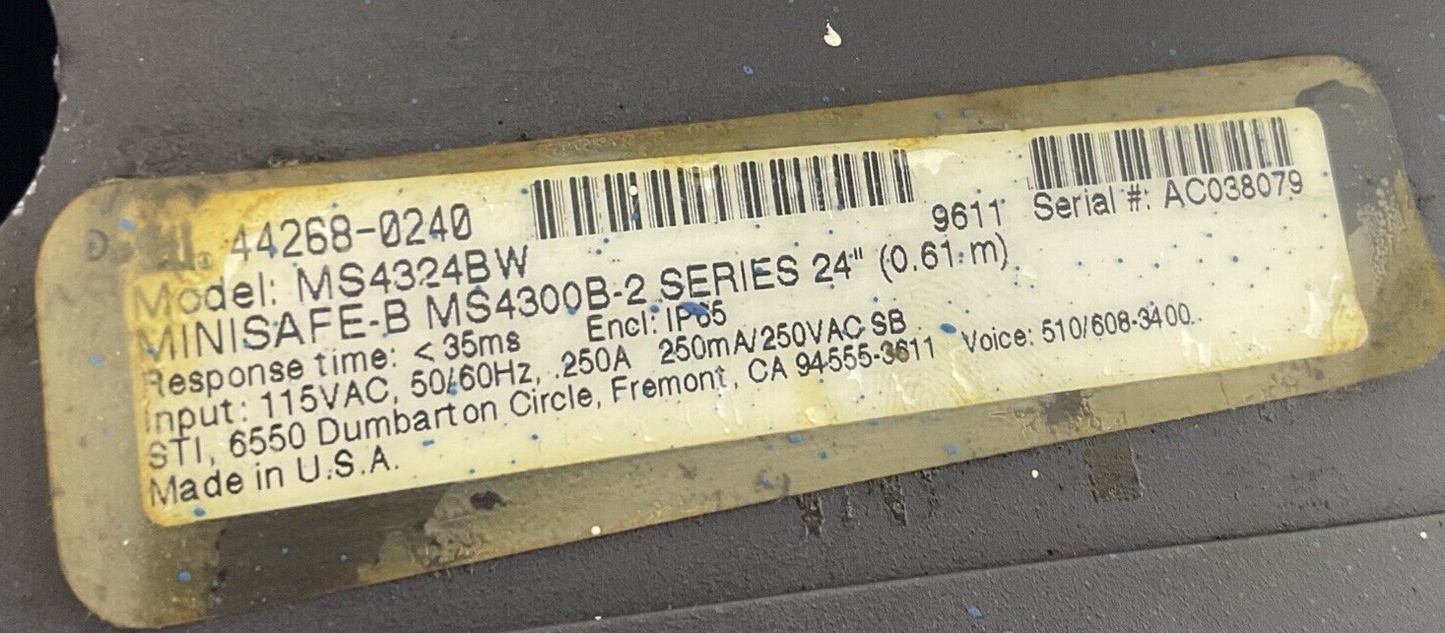 44268-0240
9611 Serial #: AC038079
Model: MS4324BW
MINISAFE-B MS4300B-2 SERIES 24" (0.61 m)
Response time: < 35ms Encl: IP65
Input: 115VAC, 50/60Hz, .250A 250mA/250VAC SB
STI, 6550 Dumbarton Circle, Fremont, CA 94555-3611 Voice: 510/608-3400
Made in U.S.A.